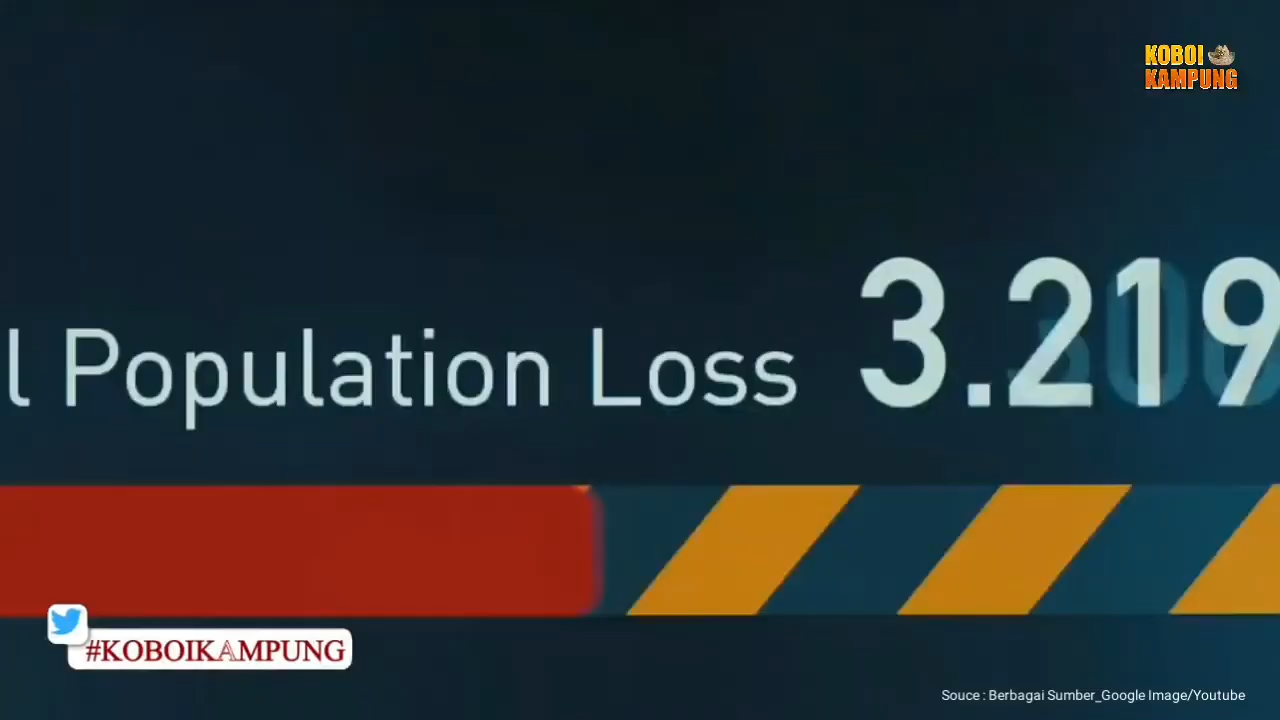 KOBOI
KAMPUNG
l Population Loss 3.219
#KOBOIKAMPUNG
Souce : Berbagai Sumber_Google Image/Youtube